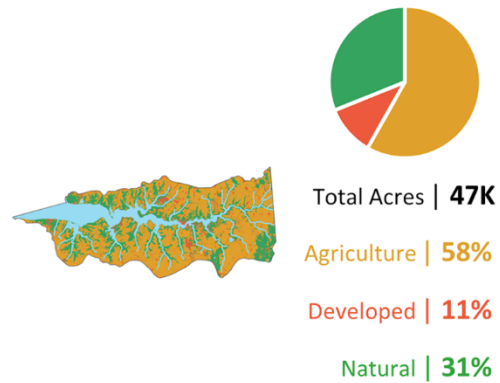 Total Acres | 47K
Agriculture | 58%
Developed | 11%
Natural | 31%